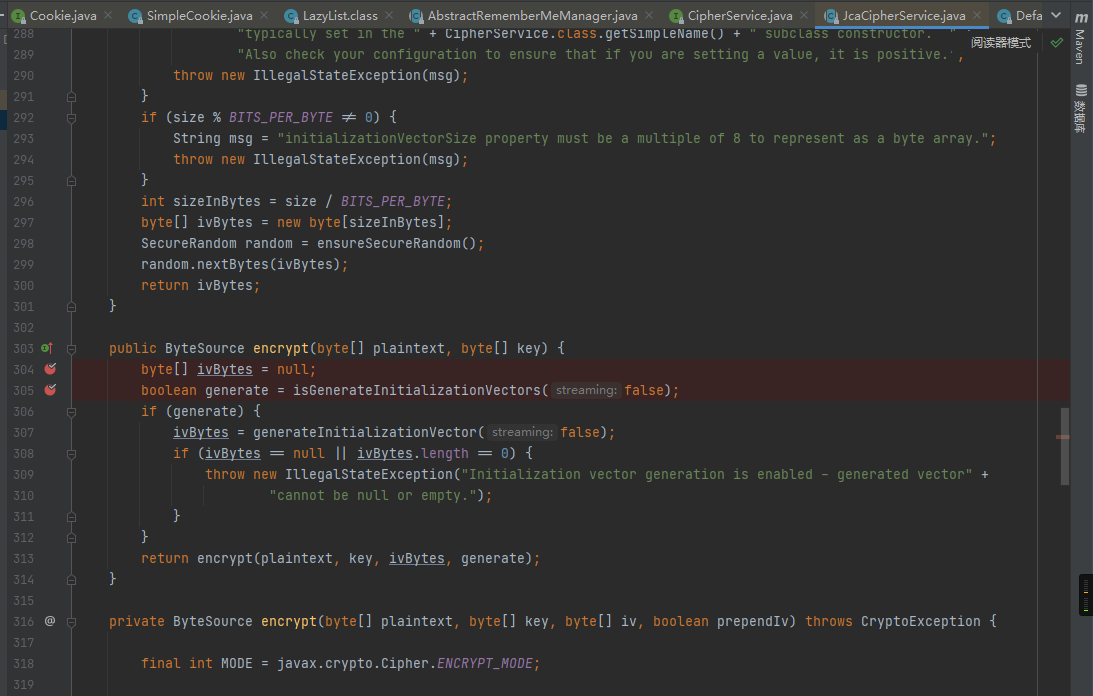 Cookie.java SimpleCookie.java LazyList.class AbstractRememberMeManager.java CipherService.java JcaCipherService.java Defa
288 "typically set in the " + CipherService.class.getSimpleName() + " subclass constructor. "
阅读器模式
289 "Also check your configuration to ensure that if you are setting a value, it is positive.";
290 throw new IllegalStateException(msg);
291 }
292 if (size % BITS_PER_BYTE != 0) {
293 String msg = "initializationVectorSize property must be a multiple of 8 to represent as a byte array.";
294 throw new IllegalStateException(msg);
295 }
296 int sizeInBytes = size / BITS_PER_BYTE;
297 byte[] ivBytes = new byte[sizeInBytes];
298 SecureRandom random = ensureSecureRandom();
299 random.nextBytes(ivBytes);
300 return ivBytes;
301 }
302
303 public ByteSource encrypt(byte[] plaintext, byte[] key) {
304 byte[] ivBytes = null;
305 boolean generate = isGenerateInitializationVectors( streaming: false);
306 if (generate) {
307 ivBytes = generateInitializationVector( streaming: false);
308 if (ivBytes == null || ivBytes.length == 0) {
309 throw new IllegalStateException("Initialization vector generation is enabled - generated vector" +
310 "cannot be null or empty.");
311 }
312 }
313 return encrypt(plaintext, key, ivBytes, generate);
314 }
315
316 @ private ByteSource encrypt(byte[] plaintext, byte[] key, byte[] iv, boolean prependIv) throws CryptoException {
317
318 final int MODE = javax.crypto.Cipher.ENCRYPT_MODE;
319
m
Maven
数据库